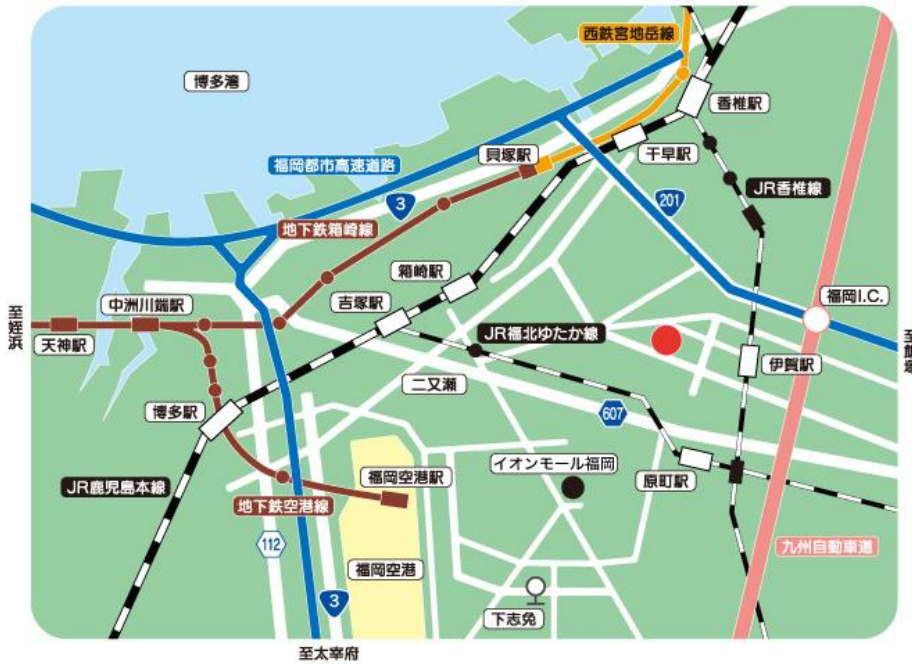 西鉄宮地岳線
博多湾
香椎駅
千早駅
貝塚駅
福岡都市高速道路
JR香椎線
3
201
地下鉄箱崎線
箱崎駅
福岡I.C.
中洲川端駅
吉塚駅
至姪浜
天神駅
JR福北ゆたか線
至飯塚
伊賀駅
二又瀬
博多駅
607
イオンモール福岡
福岡空港駅
原町駅
JR鹿児島本線
地下鉄空港線
112
九州自動車道
福岡空港
3
下志免
至太宰府